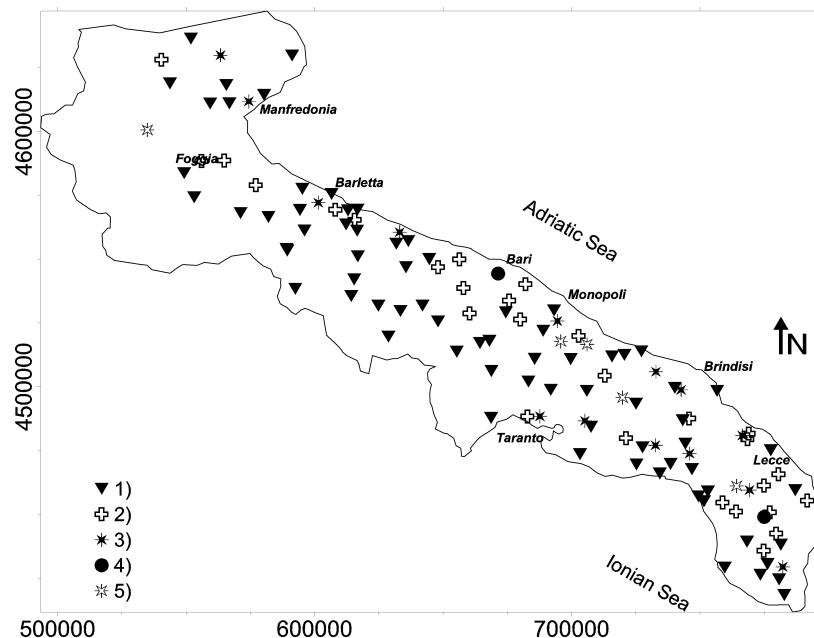 Manfredonia
4600000
Foggia
Barletta
Adriatic Sea
Bari
Monopoli
N
Brindisi
4500000
Taranto
Lecce
1)
2)
3)
4)
5)
Ionian Sea
500000
600000
700000